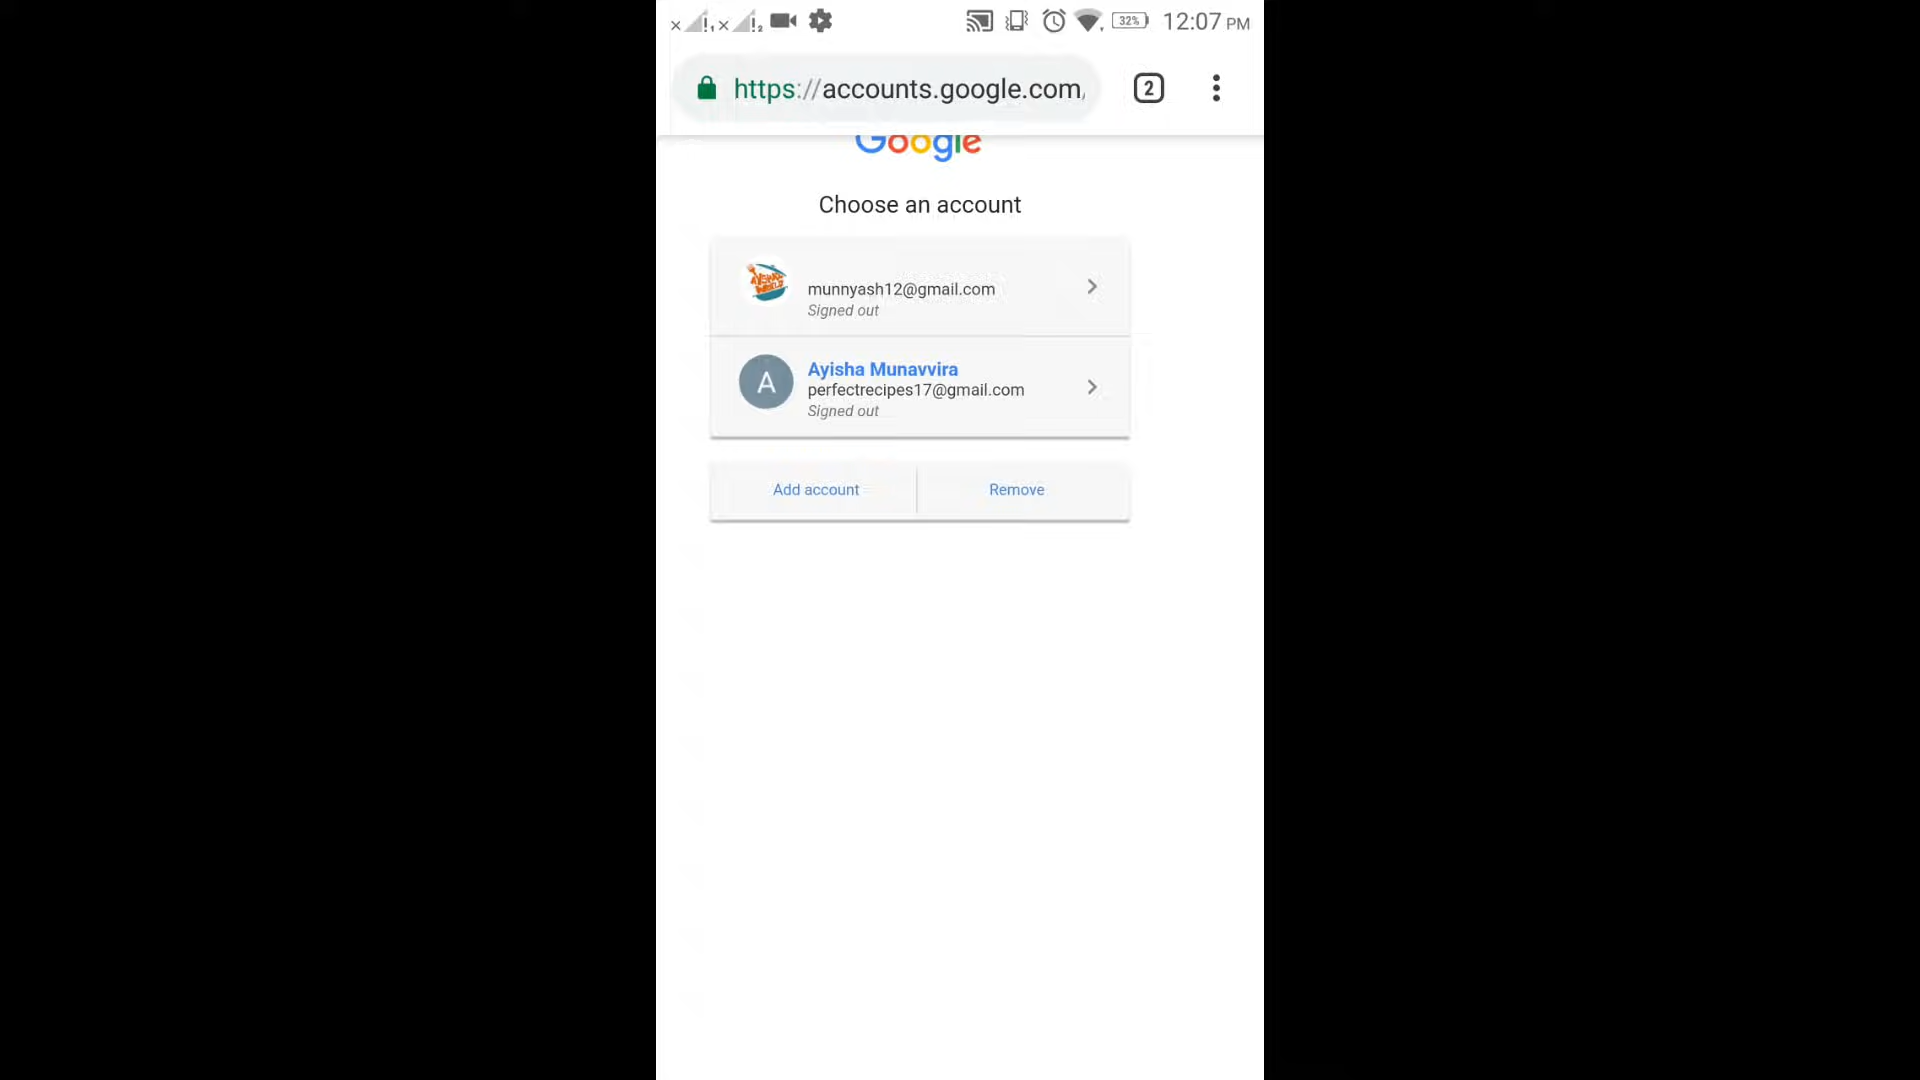 12:07 PM
32%
https://accounts.google.com
2
Google
Choose an account
munnyash12@gmail.com
Signed out
A
Ayisha Munavvira
perfectrecipes17@gmail.com
Signed out
Add account
Remove